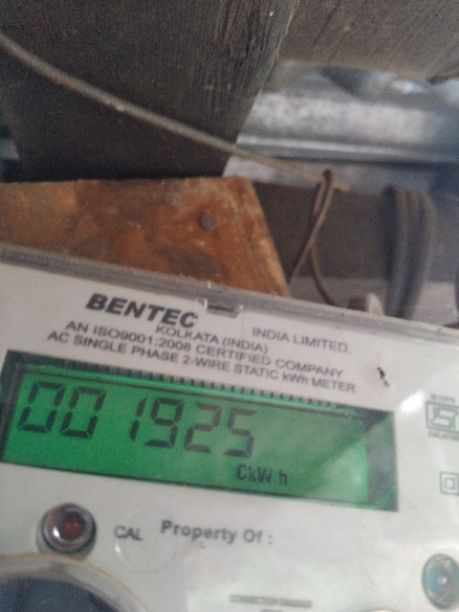 BENTEC INDIA LIMITED.
KOLKATA (INDIA)
AN ISO9001:2008 CERTIFIED COMPANY
AC SINGLE PHASE 2-WIRE STATIC kWh METER
001925
CkWh
CAL Property Of :